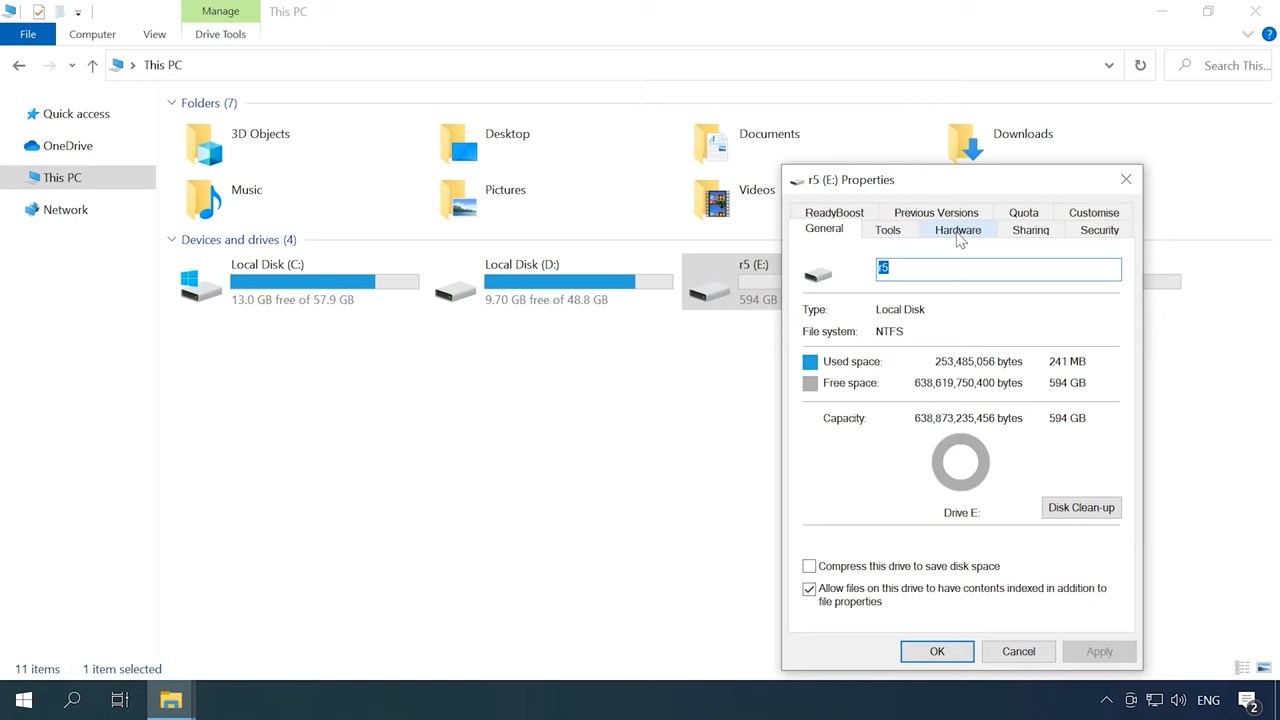 Manage
This PC
File
Computer
View
Drive Tools
This PC
Search This...
Quick access
OneDrive
This PC
Network
Folders (7)
3D Objects
Desktop
Documents
Downloads
Music
Pictures
Videos
Devices and drives (4)
Local Disk (C:)
13.0 GB free of 57.9 GB
Local Disk (D:)
9.70 GB free of 48.8 GB
r5 (E:)
594 GB
r5 (E:) Properties
ReadyBoost
Previous Versions
Quota
Customise
General
Tools
Hardware
Sharing
Security
r5
Type:
Local Disk
File system:
NTFS
Used space:
253,485,056 bytes
241 MB
Free space:
638,619,750,400 bytes
594 GB
Capacity:
638,873,235,456 bytes
594 GB
Drive E:
Disk Clean-up
Compress this drive to save disk space
Allow files on this drive to have contents indexed in addition to
file properties
OK
Cancel
Apply
11 items
1 item selected
ENG
2